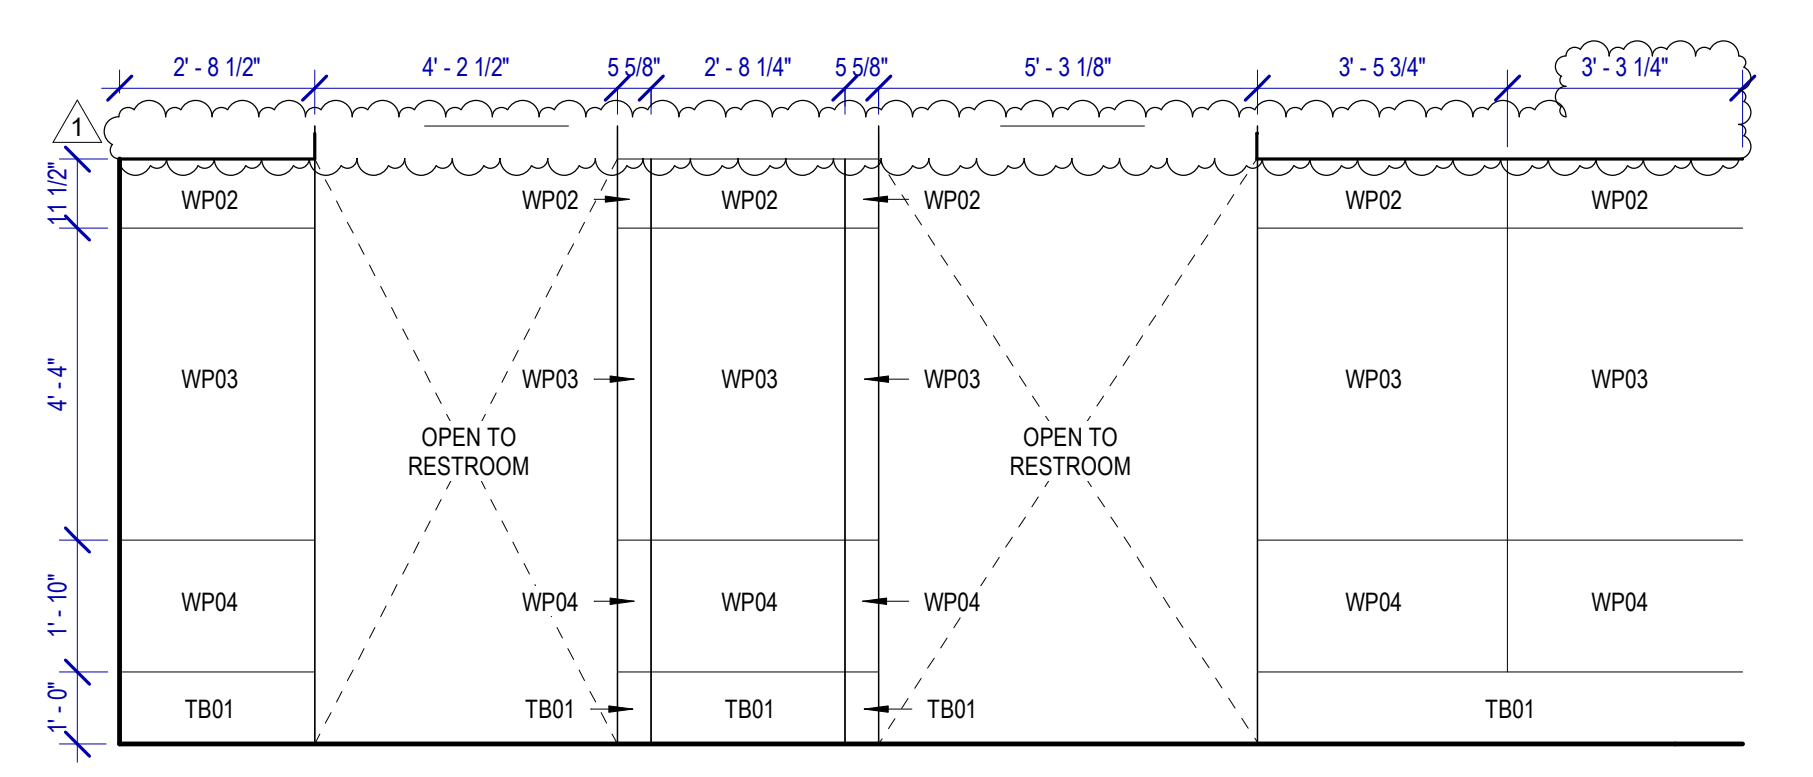 2' - 8 1/2" 4' - 2 1/2" 5 5/8" 2' - 8 1/4" 5 5/8" 5' - 3 1/8" 3' - 5 3/4" 3' - 3 1/4"
1
11 1/2"
WP02 WP02 WP02 WP02 WP02 WP02
4' - 4"
WP03 WP03 WP03 WP03 WP03 WP03
OPEN TO
RESTROOM
OPEN TO
RESTROOM
1' - 10"
WP04 WP04 WP04 WP04 WP04 WP04
1' - 0"
TB01 TB01 TB01 TB01 TB01